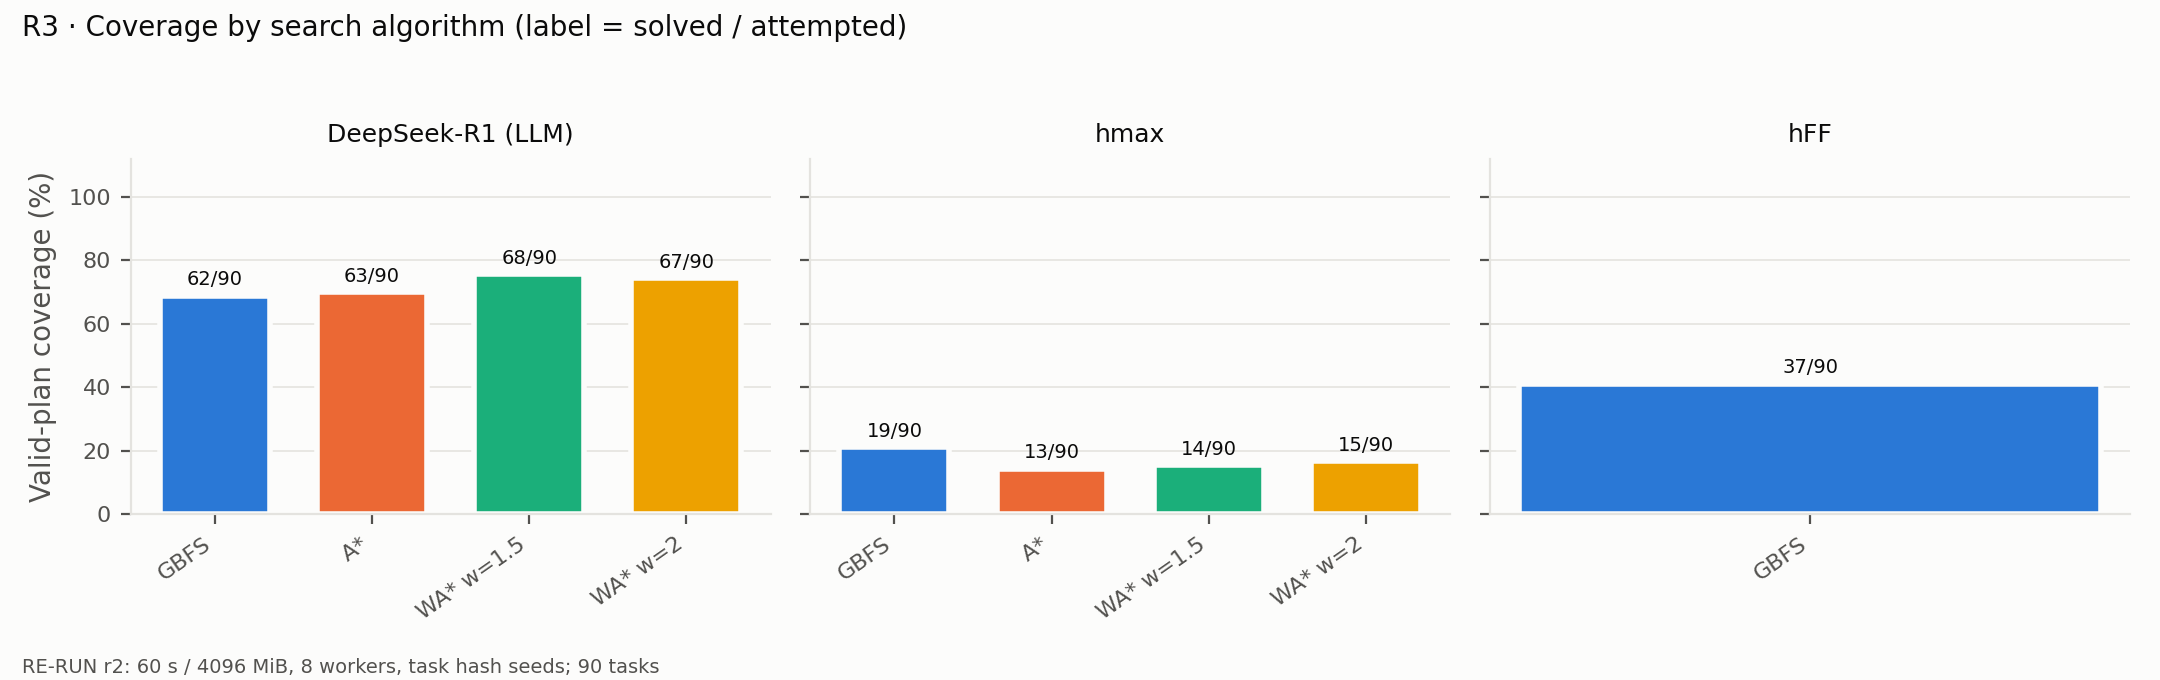 R3 · Coverage by search algorithm (label = solved / attempted)
DeepSeek-R1 (LLM)
hmax
hFF
Valid-plan coverage (%)
100
80
60
40
20
0
62/90
63/90
68/90
67/90
19/90
13/90
14/90
15/90
37/90
GBFS
A*
WA* w=1.5
WA* w=2
GBFS
A*
WA* w=1.5
WA* w=2
GBFS
RE-RUN r2: 60 s / 4096 MiB, 8 workers, task hash seeds; 90 tasks